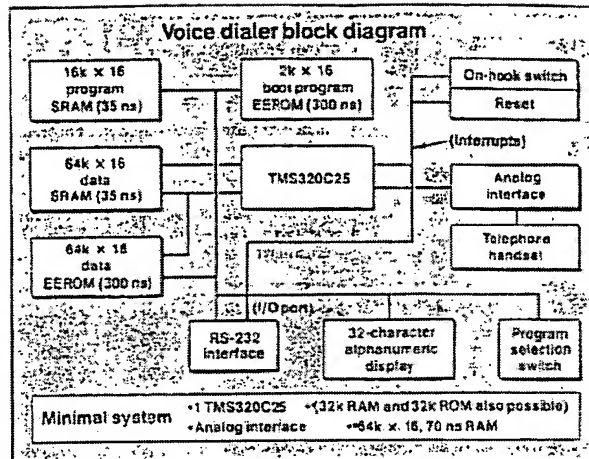 Voice dialer block diagram
16k × 16
program
SRAM (35 ns)
2k × 16
boot program
EEROM (300 ns)
On-hook switch
Reset
(Interrupts)
64k × 16
data
SRAM (35 ns)
TMS320C25
Analog
interface
64k × 16
data
EEROM (300 ns)
Telephone
handset
(I/O port)
RS-232
interface
32-character
alphanumeric
display
Program
selection
switch
Minimal system
•1 TMS320C25 •(32k RAM and 32k ROM also possible)
•Analog interface •64k × 16, 70 ns RAM